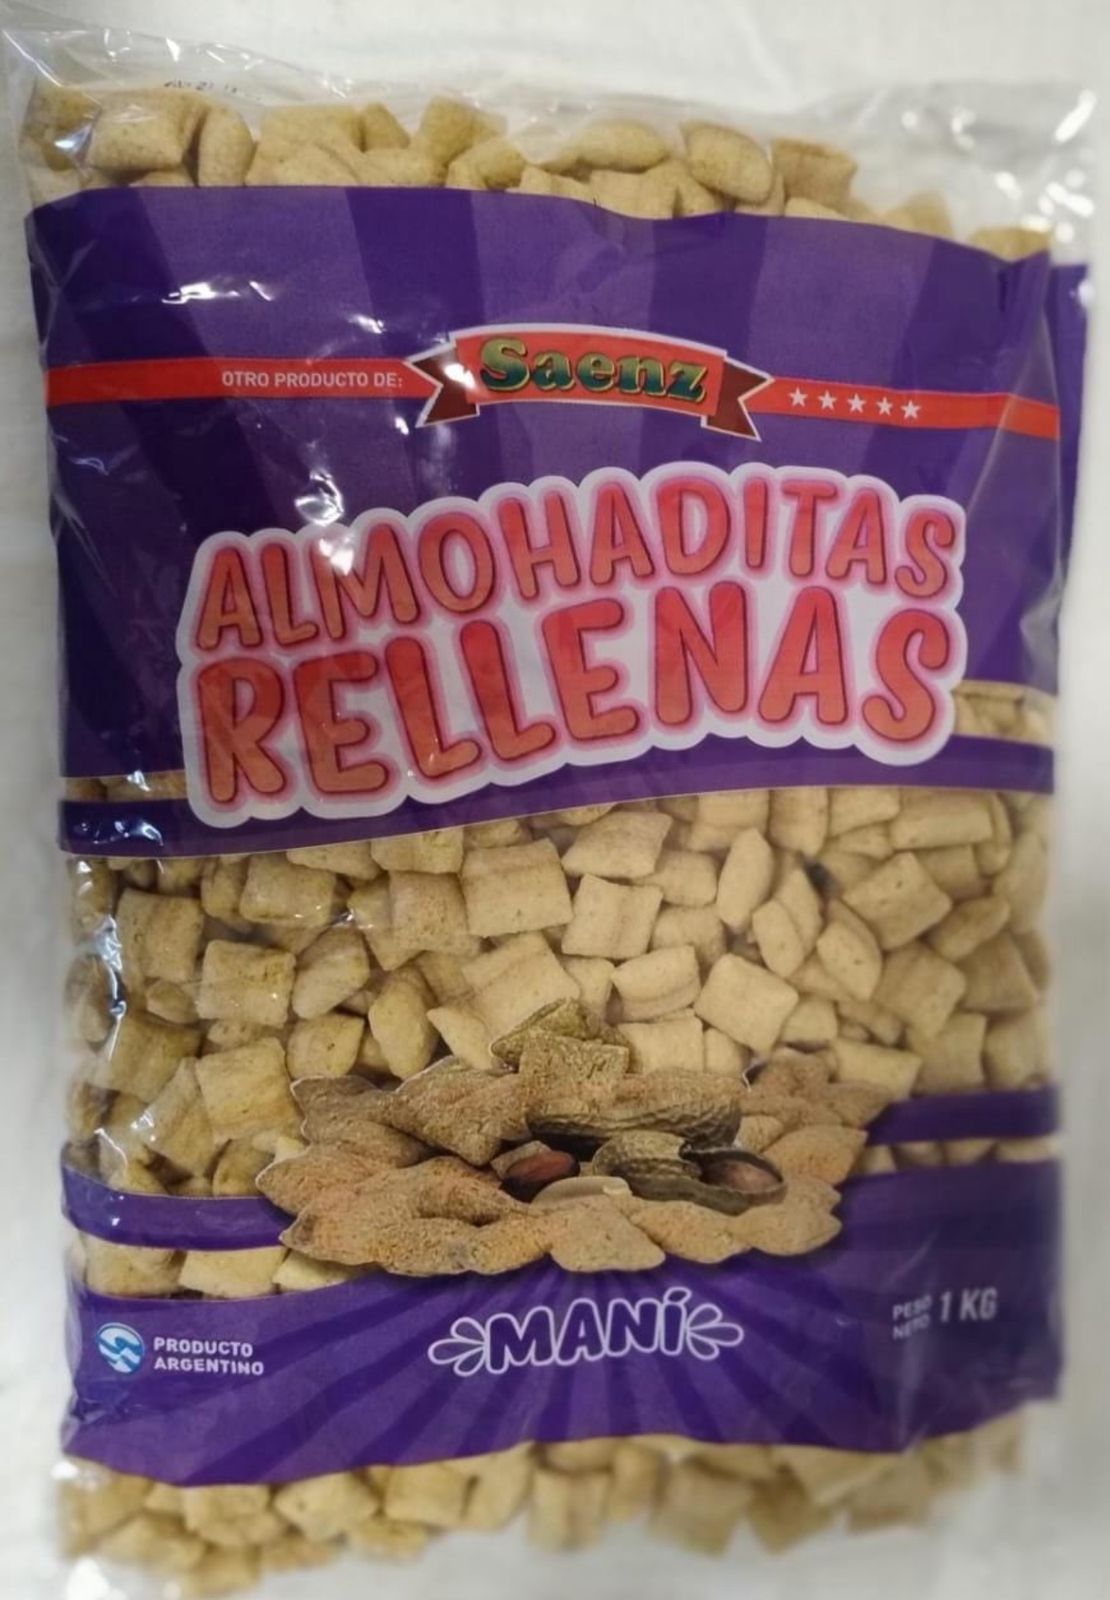 OTRO PRODUCTO DE:
Saenz
ALMOHADITAS
RELLENAS
MANÍ
PRODUCTO
ARGENTINO
PESO
NETO
1 KG